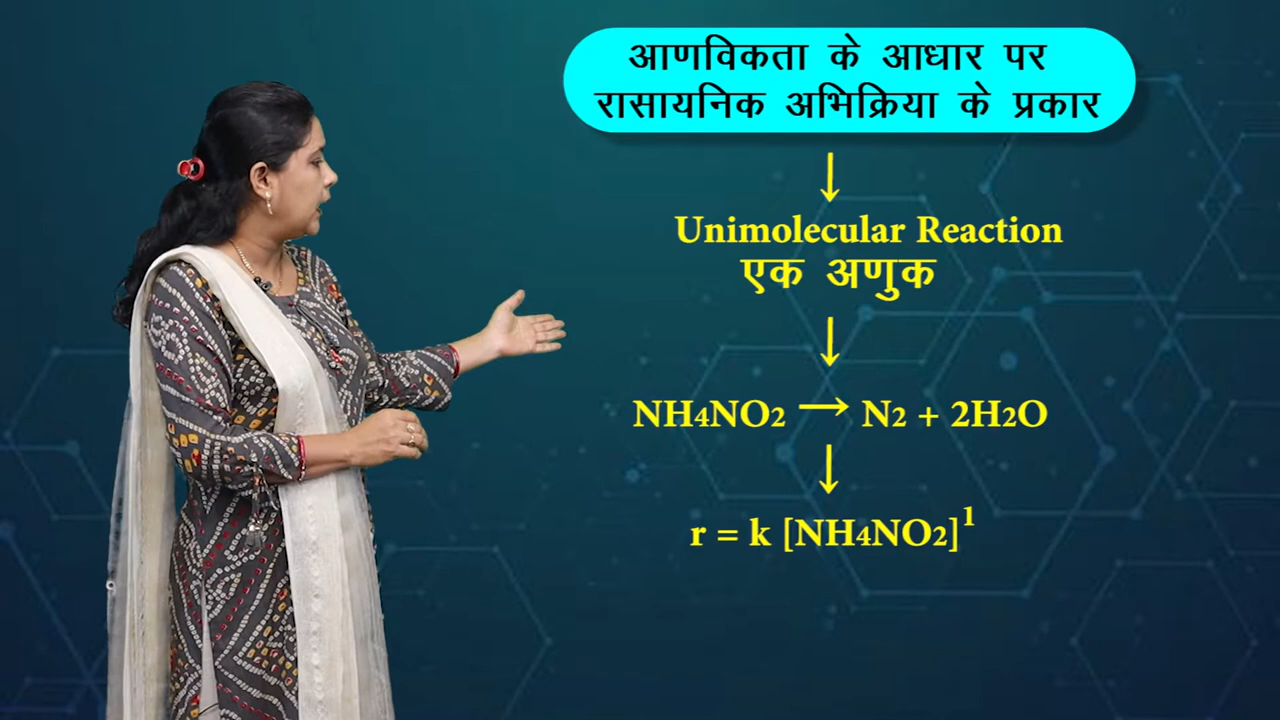 आणविकता के आधार पर
रासायनिक अभिक्रिया के प्रकार
↓
Unimolecular Reaction
एक अणुक
↓
NH₄NO₂ → N₂ + 2H₂O
↓
r = k [NH₄NO₂]¹